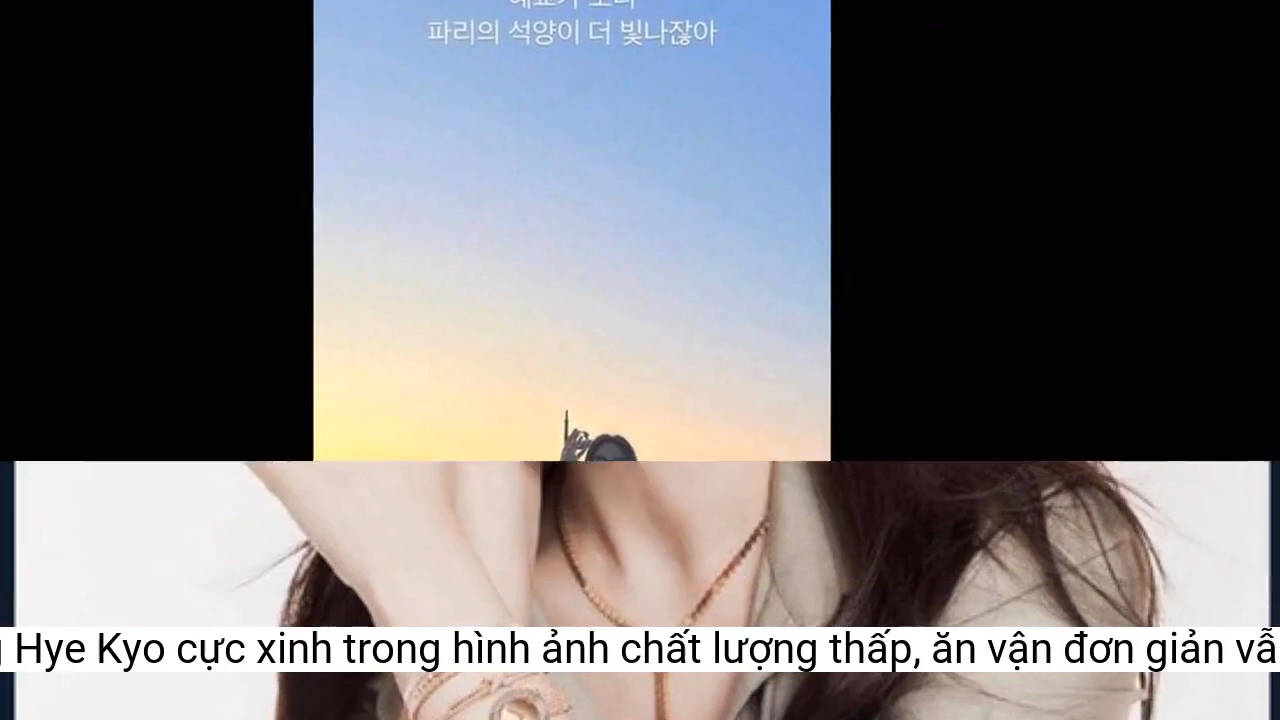 파리의 석양이 더 빛나잖아
Hye Kyo cực xinh trong hình ảnh chất lượng thấp, ăn vận đơn giản